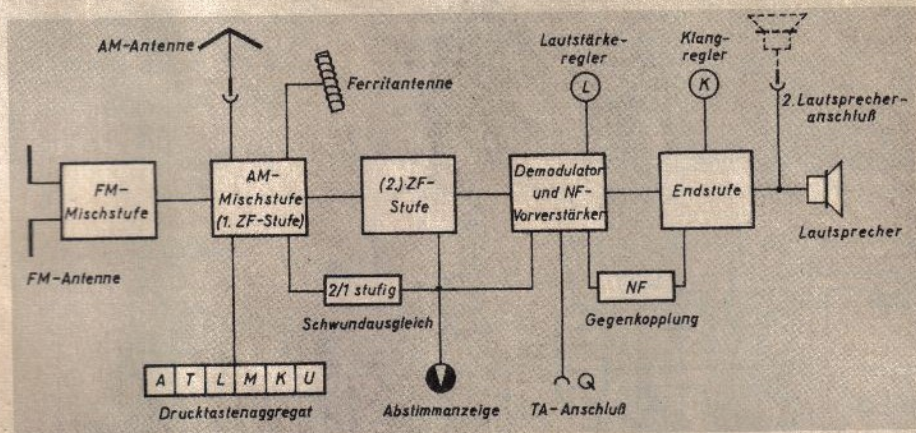 AM-Antenne
Ferritantenne
Lautstärke-
regler
L
Klang-
regler
K
2. Lautsprecher-
anschluß
FM-
Mischstufe
AM-
Mischstufe
(1. ZF-Stufe)
(2.) ZF-
Stufe
Demodulator
und NF-
Vorverstärker
Endstufe
Lautsprecher
FM-Antenne
2/1 stufig
Schwundausgleich
NF
Gegenkopplung
A T L M K U
Drucktastenaggregat
Abstimmanzeige
TA-Anschluß